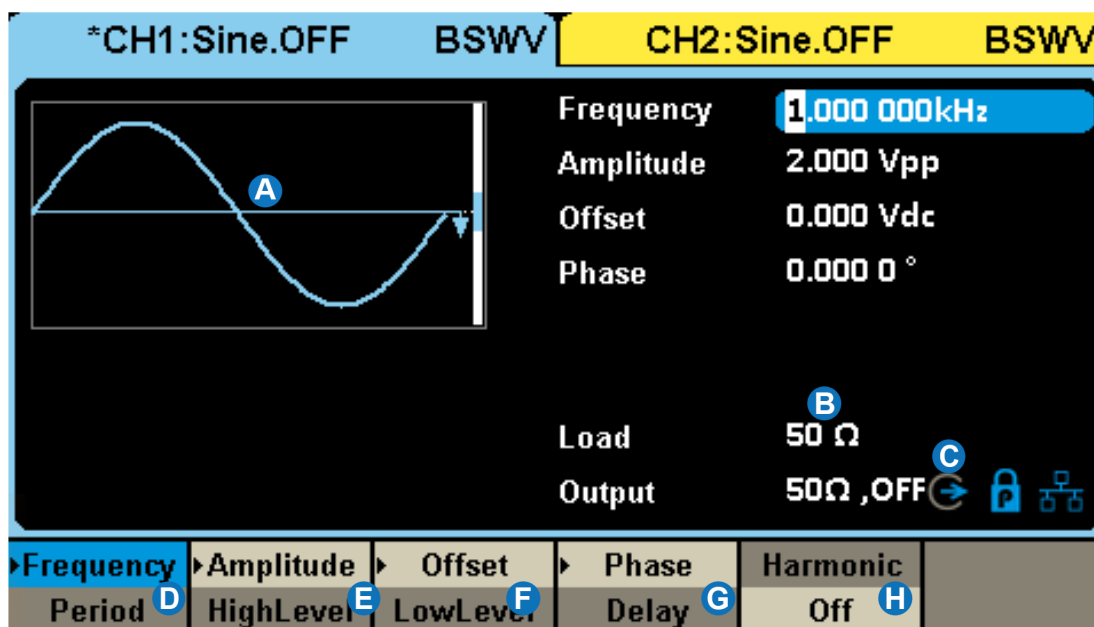 *CH1:Sine.OFF BSWV CH2:Sine.OFF BSWV
Frequency 1.000 000kHz
A
Amplitude 2.000 Vpp
Offset 0.000 Vdc
Phase 0.000 0 °
B
Load 50 Ω
C
Output 50Ω ,OFF P
Frequency Amplitude Offset Phase Harmonic
Period D HighLevel E LowLevel F Delay G Off H